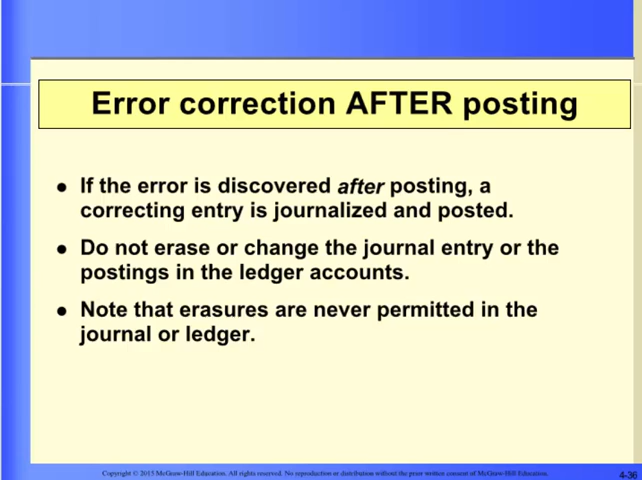 Error correction AFTER posting
● If the error is discovered after posting, a
correcting entry is journalized and posted.
● Do not erase or change the journal entry or the
postings in the ledger accounts.
● Note that erasures are never permitted in the
journal or ledger.
Copyright © 2015 McGraw-Hill Education. All rights reserved. No reproduction or distribution without the prior written consent of McGraw-Hill Education.
4-36